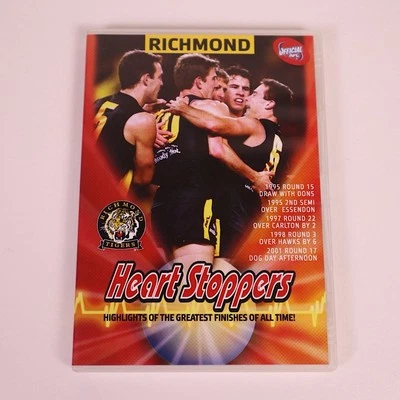 RICHMOND
OFFICIAL
1995 ROUND 15
DRAW WITH DONS
1995 2ND SEMI
OVER ESSENDON
1997 ROUND 22
OVER CARLTON BY 2
1998 ROUND 3
OVER HAWKS BY 6
2001 ROUND 17
DOG DAY AFTERNOON
RICHMOND
TIGERS
Heart Stoppers
HIGHLIGHTS OF THE GREATEST FINISHES OF ALL TIME!